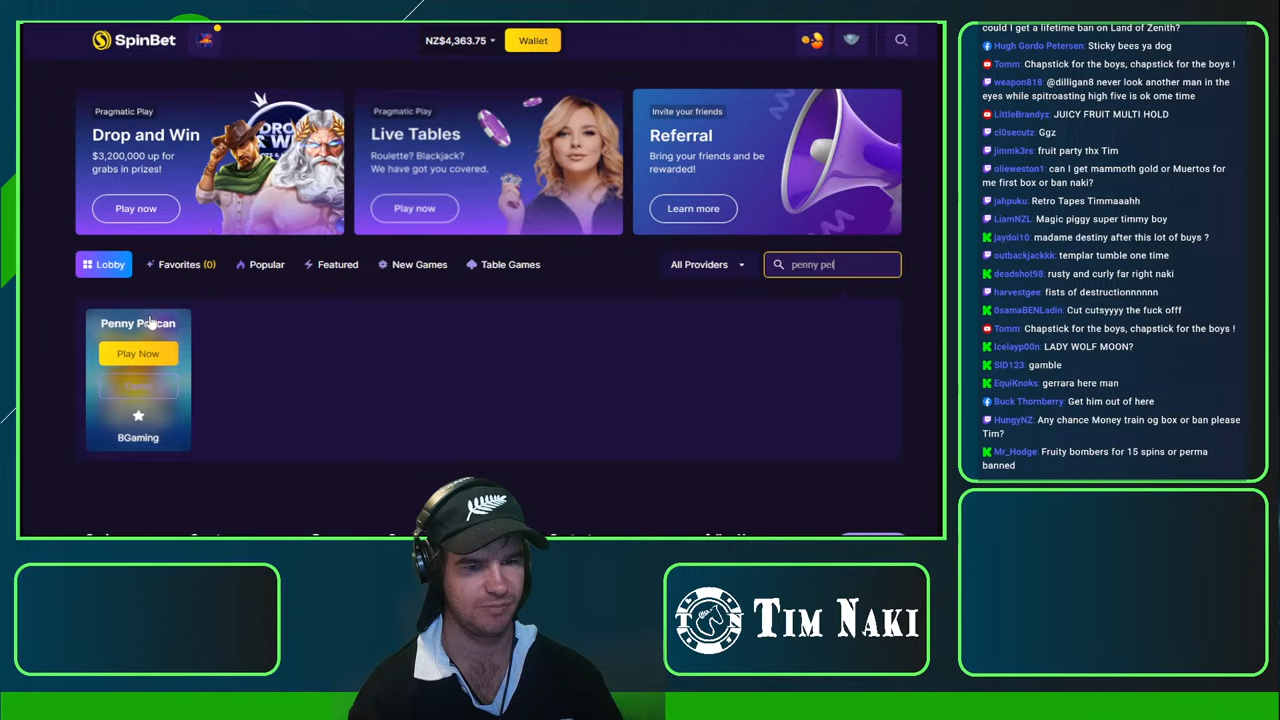 SpinBet
NZ$4,363.75
Wallet
Pragmatic Play
Drop and Win
$3,200,000 up for
grabs in prizes!
Play now
Pragmatic Play
Live Tables
Roulette? Blackjack?
We have got you covered.
Play now
Invite your friends
Referral
Bring your friends and be
rewarded!
Learn more
Lobby
Favorites (0)
Popular
Featured
New Games
Table Games
All Providers
penny pel
Penny Pelican
Play Now
BGaming
could I get a lifetime ban on Land of Zenith?
Hugh Gordo Petersen: Sticky bees ya dog
Tomm: Chapstick for the boys, chapstick for the boys !
weapon818: @dilligan8 never look another man in the
eyes while spitroasting high five is ok ome time
LittleBrandyz: JUICY FRUIT MULTI HOLD
cl0secutz: Ggz
jimmk3rs: fruit party thx Tim
olieweston1: can I get mammoth gold or Muertos for
me first box or ban naki?
jahpuku: Retro Tapes Timmaaahh
LiamNZL: Magic piggy super timmy boy
jaydoi10: madame destiny after this lot of buys ?
outbackjackkk: templar tumble one time
deadshot98: rusty and curly far right naki
harvestgee: fists of destructionnnnn
0samaBENLadin: Cut cutsyyyy the fuck offf
Tomm: Chapstick for the boys, chapstick for the boys !
Icelayp00n: LADY WOLF MOON?
SID123: gamble
EquiKnoks: gerrara here man
Buck Thornberry: Get him out of here
HungyNZ: Any chance Money train og box or ban please
Tim?
Mr_Hodge: Fruity bombers for 15 spins or perma
banned
TN
TIM NAKI